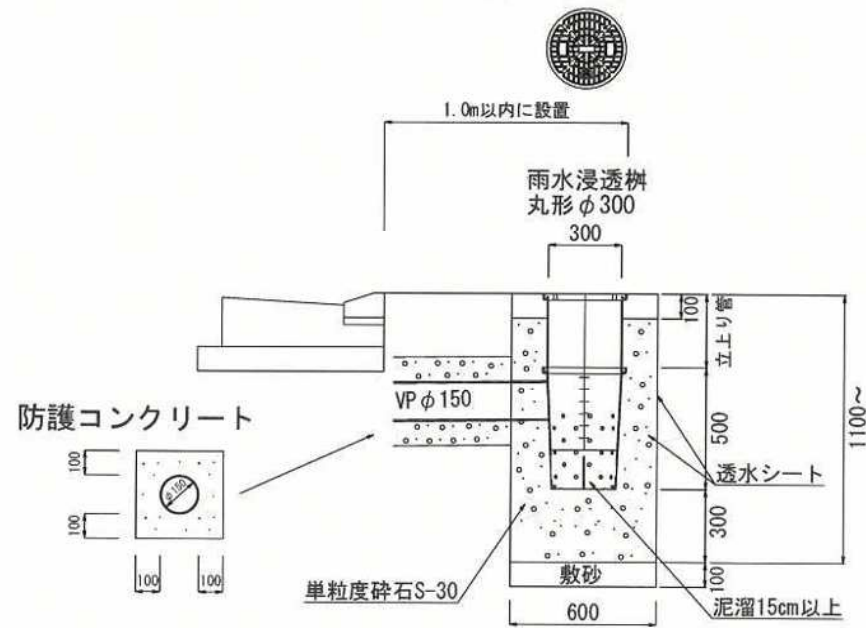 1.0m以内に設置
雨水浸透桝
丸形φ300
300
100
立上り管
VPφ150
500
1100~
防護コンクリート
100
φ150
100
100
100
透水シート
300
単粒度砕石S-30
敷砂
100
泥溜15cm以上
600